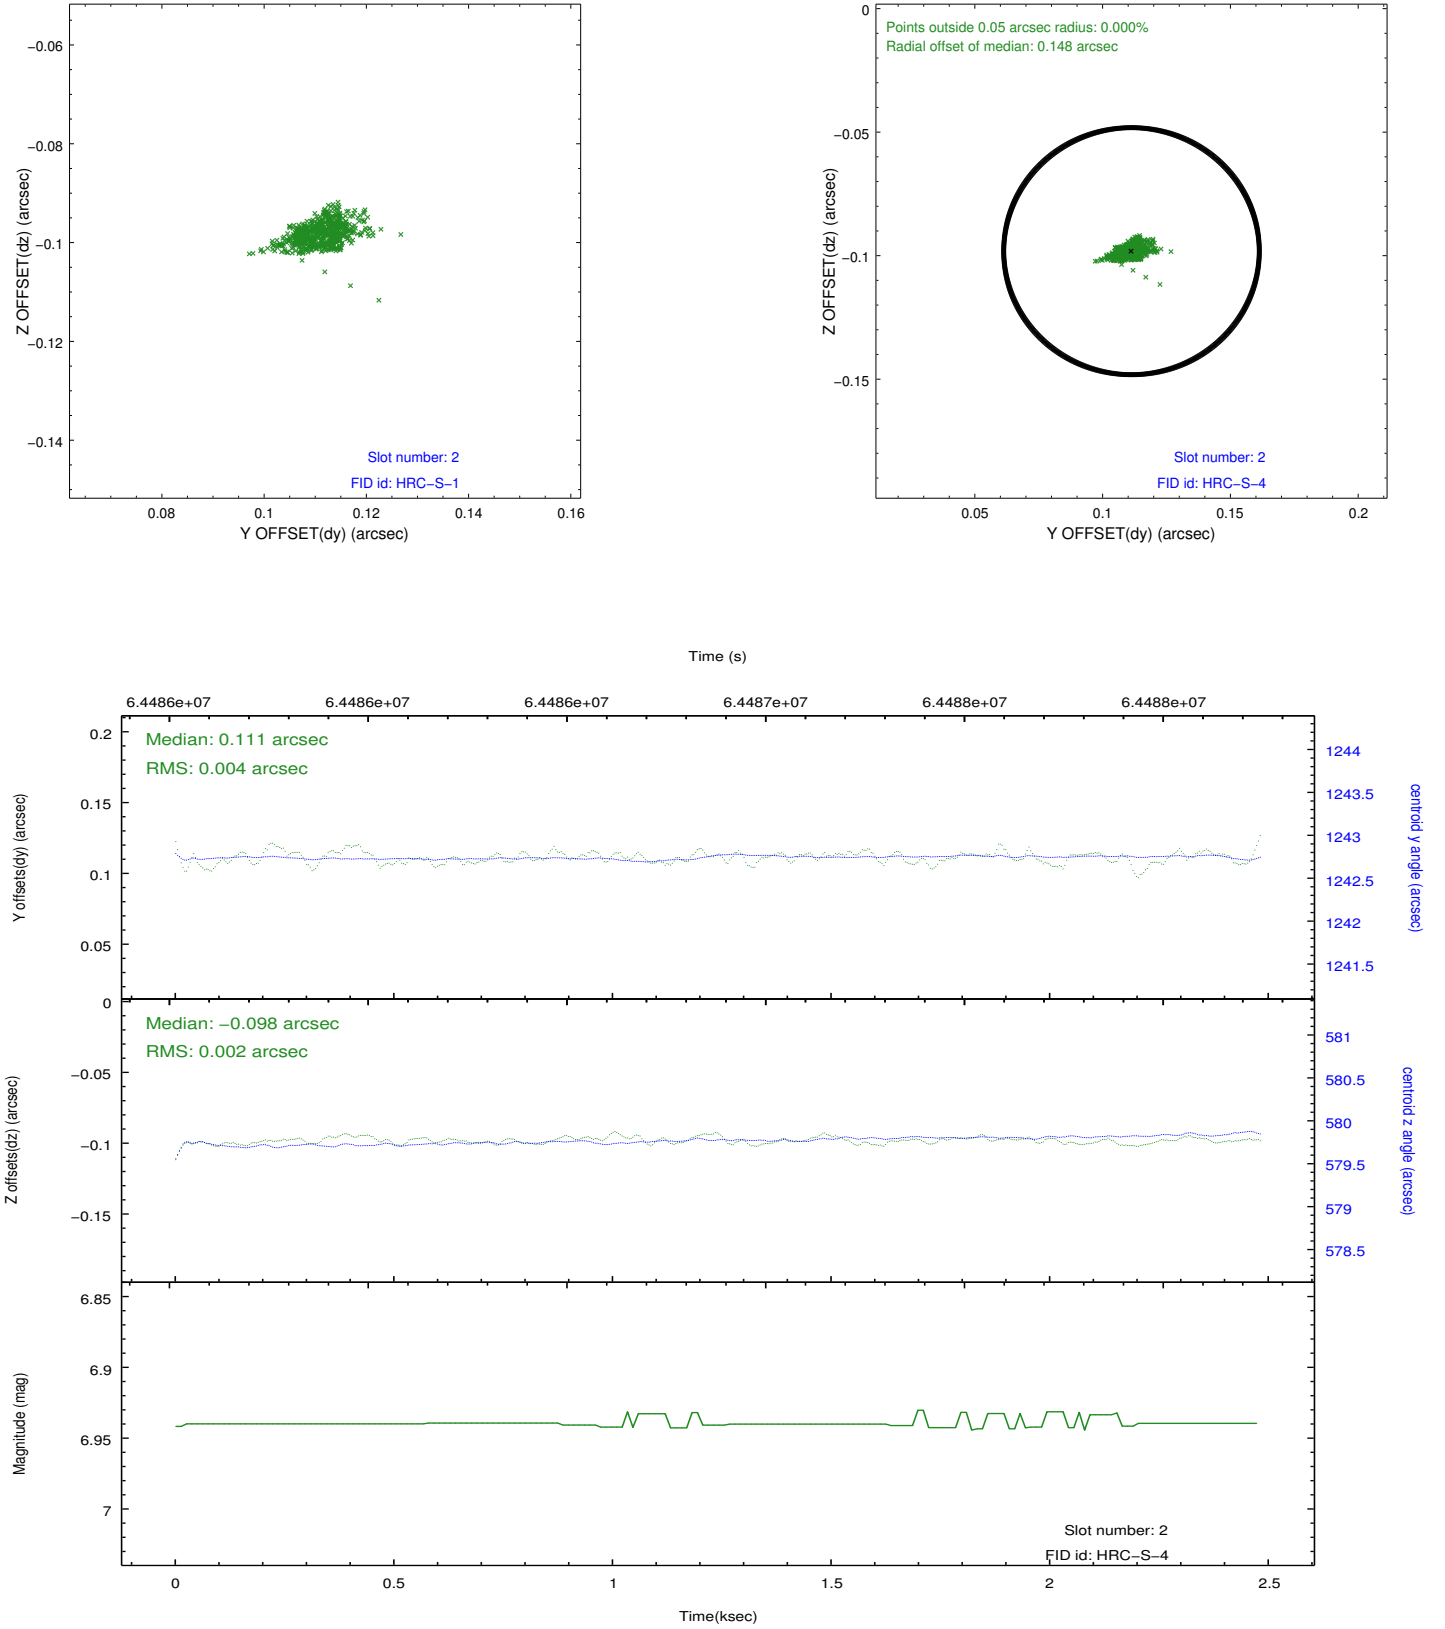 −0.06
−0.08
−0.1
−0.12
−0.14
Z OFFSET(dz) (arcsec)
Slot number: 2
FID id: HRC−S−1
0.08
0.1
0.12
0.14
0.16
Y OFFSET(dy) (arcsec)
Points outside 0.05 arcsec radius: 0.000%
Radial offset of median: 0.148 arcsec
0
−0.05
−0.1
−0.15
Z OFFSET(dz) (arcsec)
Slot number: 2
FID id: HRC−S−4
0.05
0.1
0.15
0.2
Y OFFSET(dy) (arcsec)
Time (s)
6.4486e+07
6.4486e+07
6.4486e+07
6.4487e+07
6.4488e+07
6.4488e+07
Median: 0.111 arcsec
RMS: 0.004 arcsec
0.2
0.15
0.1
0.05
Y offsets(dy) (arcsec)
1244
1243.5
1243
1242.5
1242
1241.5
centroid y angle (arcsec)
Median: −0.098 arcsec
RMS: 0.002 arcsec
0
−0.05
−0.1
−0.15
Z offsets(dz) (arcsec)
581
580.5
580
579.5
579
578.5
centroid z angle (arcsec)
6.85
6.9
6.95
7
Magnitude (mag)
Slot number: 2
FID id: HRC−S−4
0
0.5
1
1.5
2
2.5
Time(ksec)